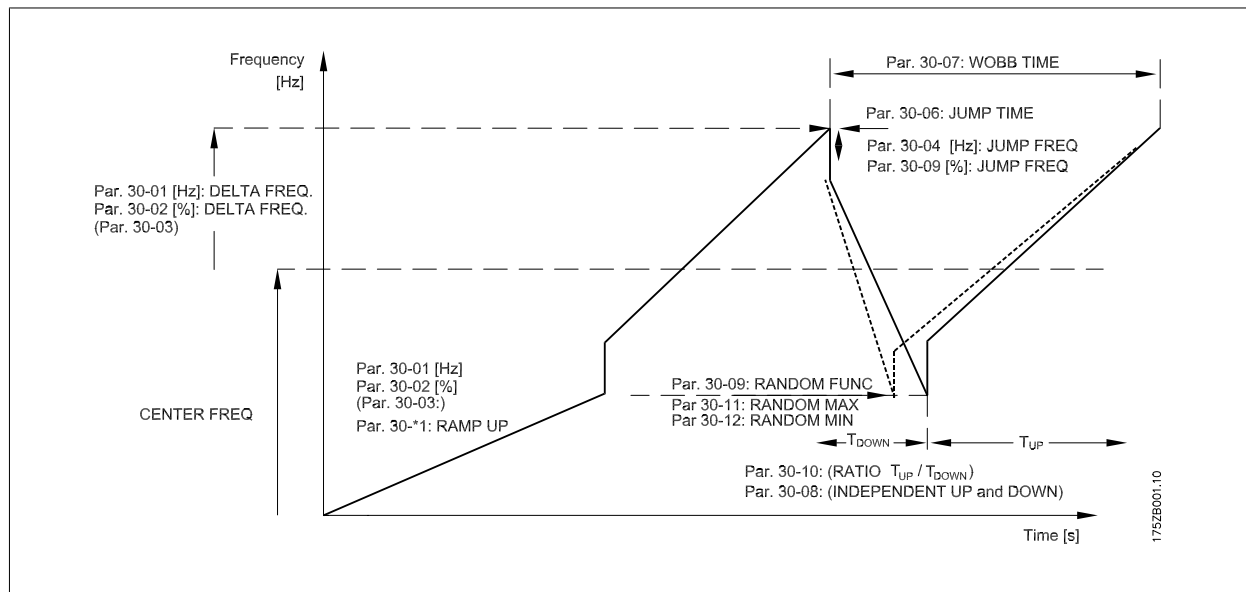 Frequency
[Hz]
Par. 30-07: WOBB TIME
Par. 30-06: JUMP TIME
Par. 30-04 [Hz]: JUMP FREQ
Par. 30-09 [%]: JUMP FREQ
Par. 30-01 [Hz]: DELTA FREQ.
Par. 30-02 [%]: DELTA FREQ.
(Par. 30-03)
Par. 30-01 [Hz]
Par. 30-02 [%]
(Par. 30-03:)
Par. 30-*1: RAMP UP
CENTER FREQ
Par. 30-09: RANDOM FUNC
Par 30-11: RANDOM MAX
Par 30-12: RANDOM MIN
TDOWN
TUP
Par. 30-10: (RATIO TUP / TDOWN)
Par. 30-08: (INDEPENDENT UP and DOWN)
Time [s]
175ZB001.10